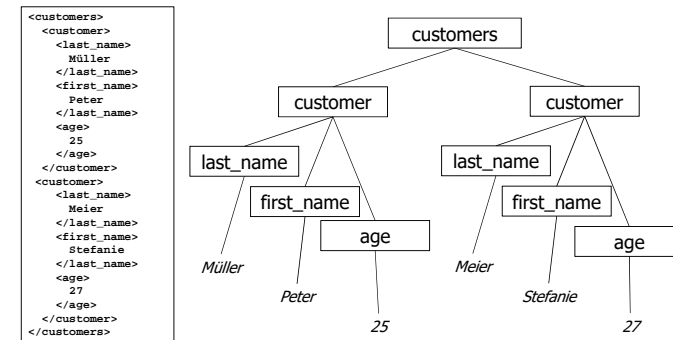 <customers>
<customer>
<last_name>
Müller
</last_name>
<first_name>
Peter
</last_name>
<age>
25
</age>
</customer>
<customer>
<last_name>
Meier
</last_name>
<first_name>
Stefanie
</last_name>
<age>
27
</age>
</customer>
</customers>
customers
customer customer
last_name last_name
first_name first_name
age age
Müller Meier
Peter Stefanie
25 27